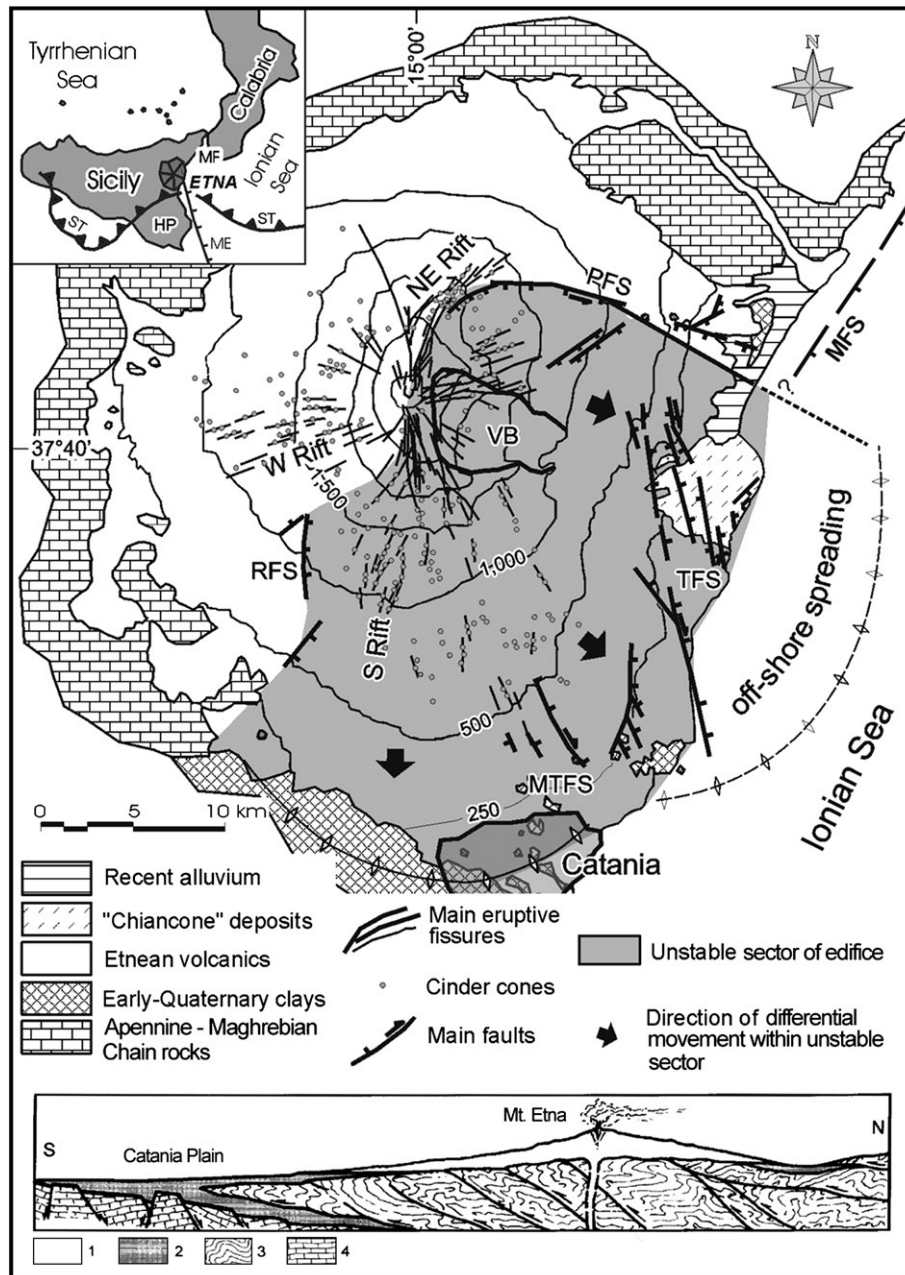 Tyrrhenian
Sea
Calabria
Sicily
MF
ETNA
Ionian
Sea
ST
HP
ST
ME
15°00'
N
NE Rift
PFS
MFS
?
VB
W Rift
37°40'
1,500
RFS
1,000
S Rift
TFS
off-shore spreading
500
MTFS
250
Catania
Ionian Sea
0 5 10 km
Recent alluvium
"Chiancone" deposits
Etnean volcanics
Early-Quaternary clays
Apennine - Maghrebian
Chain rocks
Main eruptive
fissures
Cinder cones
Main faults
Unstable sector of edifice
Direction of differential
movement within unstable
sector
Mt. Etna
S
N
Catania Plain
1 2 3 4